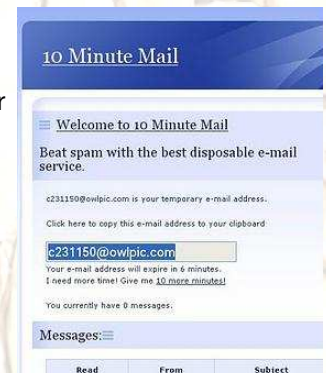 10 Minute Mail
r
Welcome to 10 Minute Mail
Beat spam with the best disposable e-mail
service.
c231150@owlpic.com is your temporary e-mail address.
Click here to copy this e-mail address to your clipboard
c231150@owlpic.com
Your e-mail address will expire in 6 minutes.
I need more time! Give me 10 more minutes!
You currently have 0 messages.
Messages:
Read From Subject